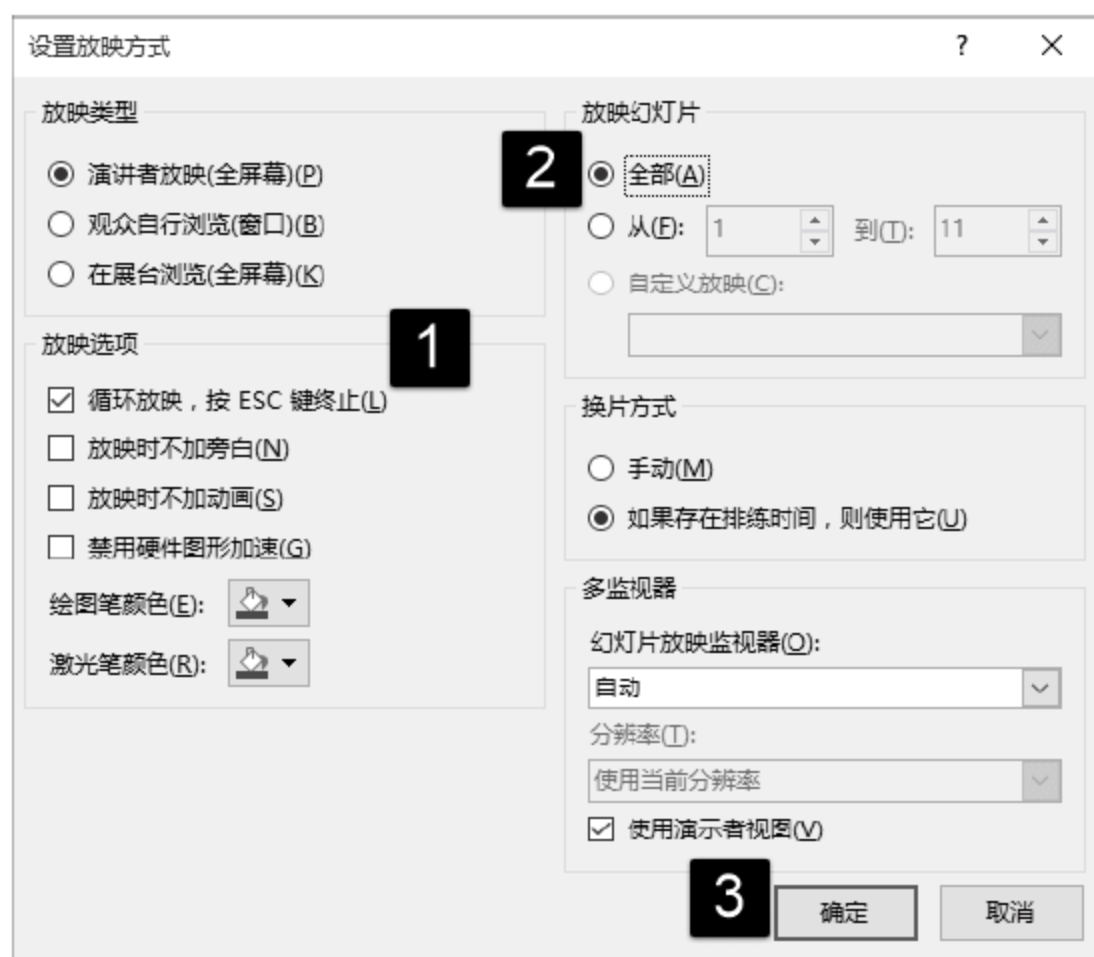 设置放映方式
放映类型
演讲者放映(全屏幕)(P)
观众自行浏览(窗口)(B)
在展台浏览(全屏幕)(K)
放映选项
1
循环放映，按 ESC 键终止(L)
放映时不加旁白(N)
放映时不加动画(S)
禁用硬件图形加速(G)
绘图笔颜色(E):
激光笔颜色(R):
放映幻灯片
2
全部(A)
从(F): 1 到(T): 11
自定义放映(C):
换片方式
手动(M)
如果存在排练时间，则使用它(U)
多监视器
幻灯片放映监视器(O):
自动
分辨率(T):
使用当前分辨率
使用演示者视图(V)
3
确定 取消